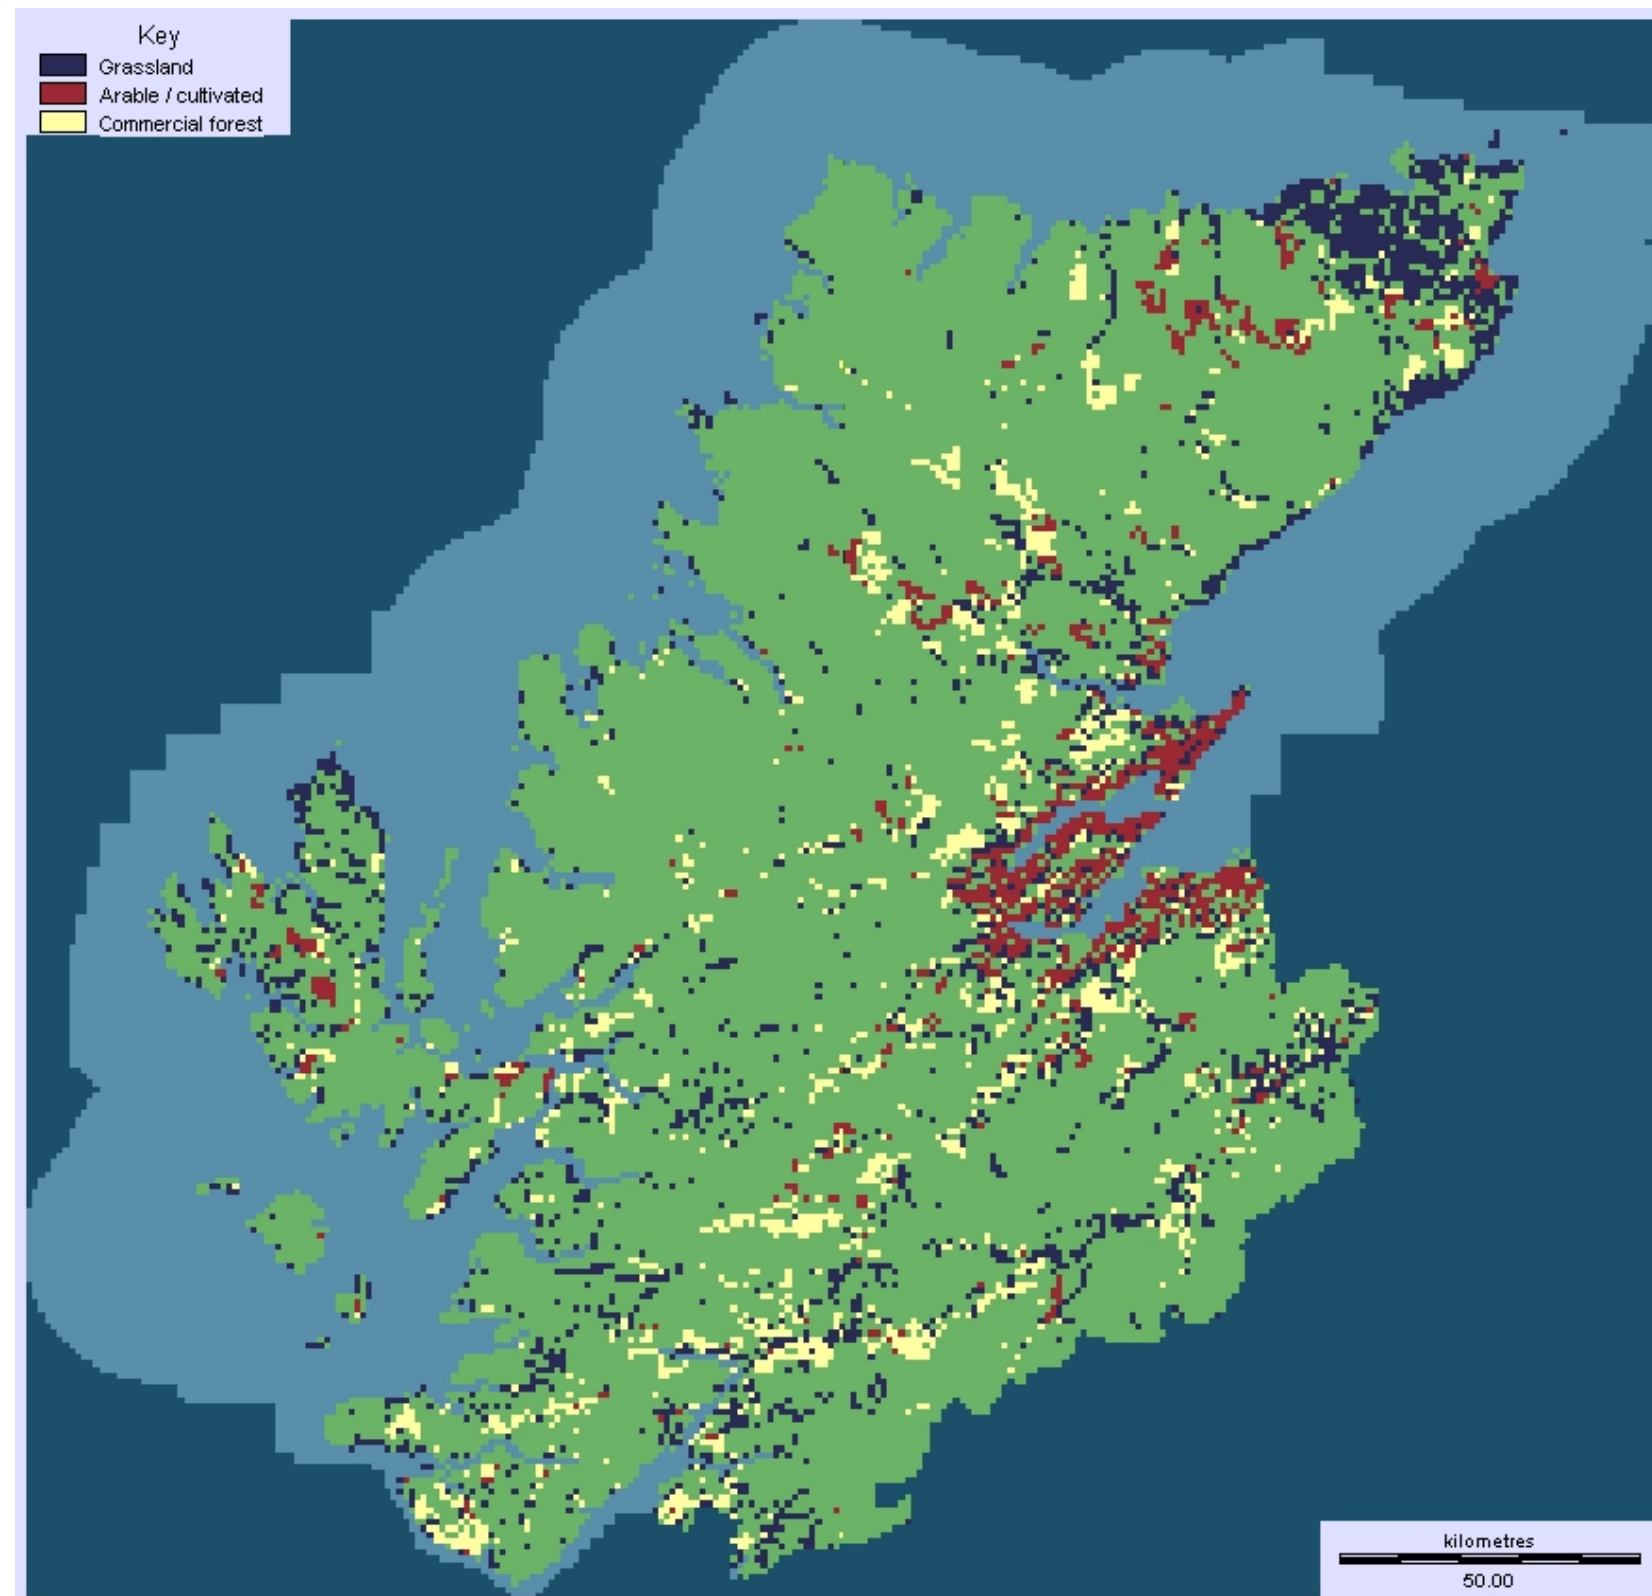 Key
Grassland
Arable / cultivated
Commercial forest
kilometres
50.00